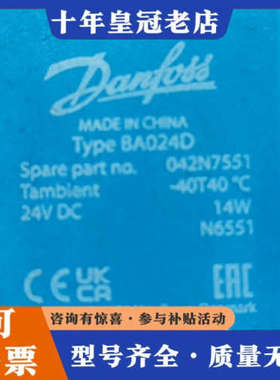 十年皇冠老店
Danfoss
MADE IN CHINA
Type BA024D
Spare part no. 042N7551
Tambient -40T40 °C
24V DC 14W
N6551
CE UK CA EAC
咨询有惊喜·参与补贴活动
型号齐全·质量无